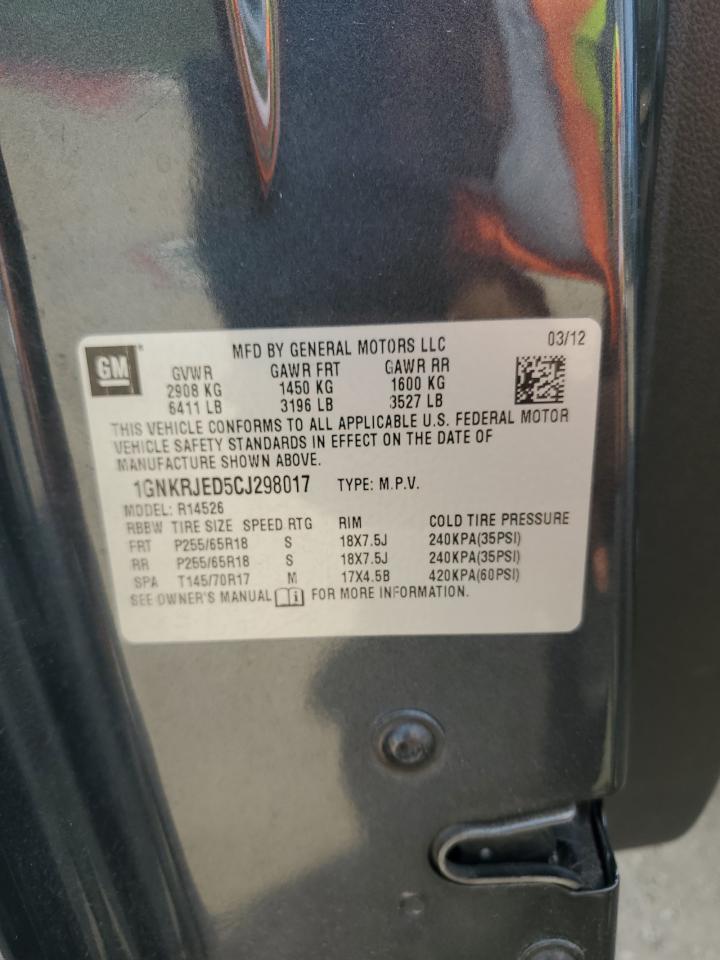 MFD BY GENERAL MOTORS LLC 03/12
GM
GVWR GAWR FRT GAWR RR
2908 KG 1450 KG 1600 KG
6411 LB 3196 LB 3527 LB
THIS VEHICLE CONFORMS TO ALL APPLICABLE U.S. FEDERAL MOTOR
VEHICLE SAFETY STANDARDS IN EFFECT ON THE DATE OF
MANUFACTURE SHOWN ABOVE.
1GNKRJED5CJ298017 TYPE: M.P.V.
MODEL: R14526
RBBW TIRE SIZE SPEED RTG RIM COLD TIRE PRESSURE
FRT P255/65R18 S 18X7.5J 240KPA(35PSI)
RR P255/65R18 S 18X7.5J 240KPA(35PSI)
SPA T145/70R17 M 17X4.5B 420KPA(60PSI)
SEE OWNER'S MANUAL FOR MORE INFORMATION.